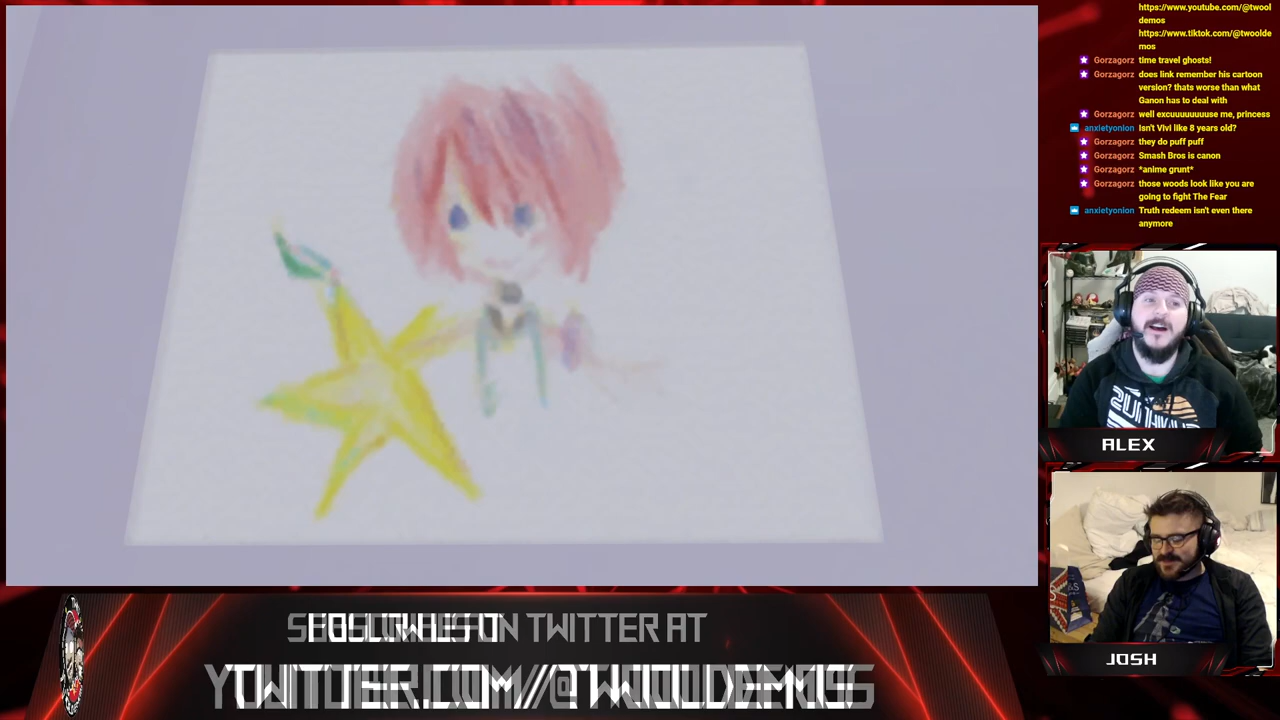 https://www.youtube.com/@twool
demos
https://www.tiktok.com/@twoolde
mos
Gorzagorz time travel ghosts!
Gorzagorz does link remember his cartoon
version? thats worse than what
Ganon has to deal with
Gorzagorz well excuuuuuuuuse me, princess
anxietyonion Isn't Vivi like 8 years old?
Gorzagorz they do puff puff
Gorzagorz Smash Bros is canon
Gorzagorz *anime grunt*
Gorzagorz those woods look like you are
going to fight The Fear
anxietyonion Truth redeem isn't even there
anymore
ALEX
JOSH
ON TWITTER AT